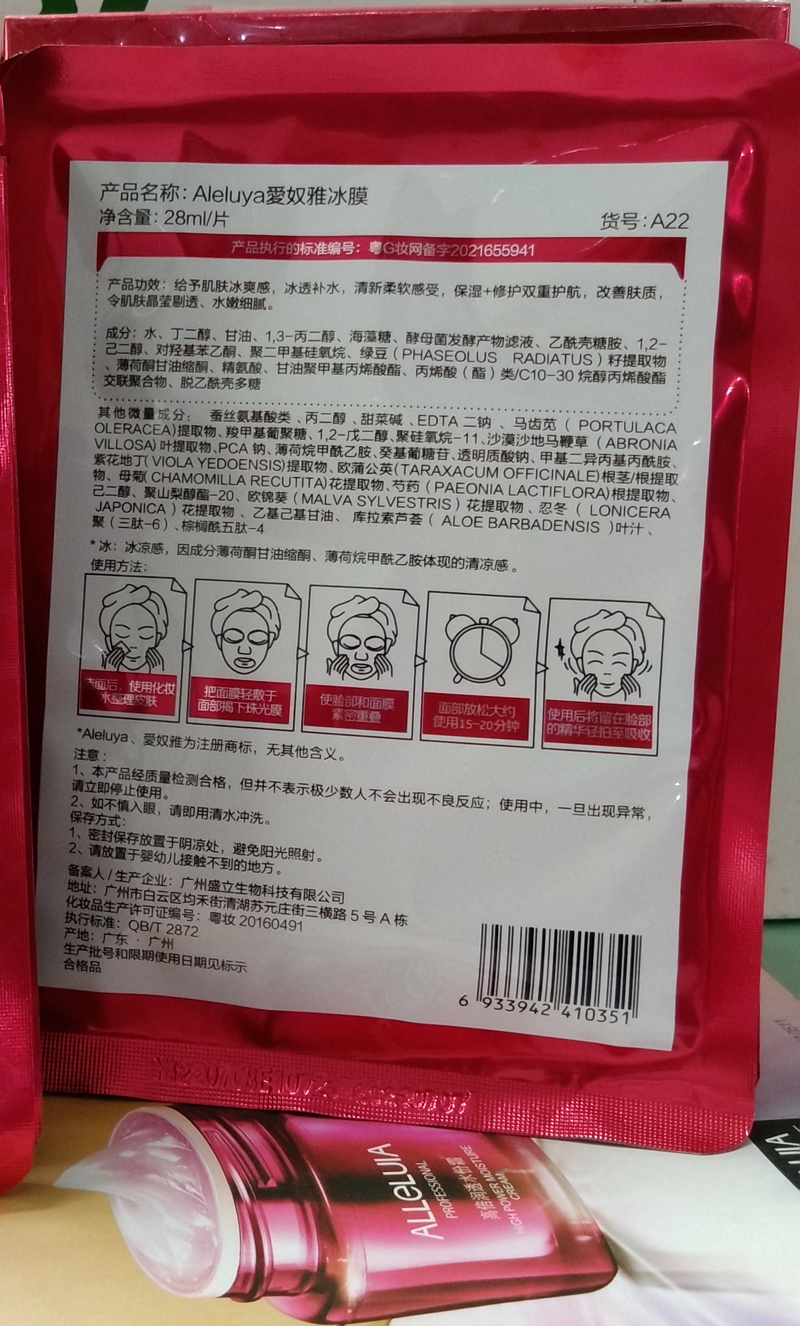 产品名称：Aleluya愛奴雅冰膜
净含量：28ml/片
货号：A22
产品执行的标准编号：粤G妆网备字2021655941
产品功效：给予肌肤冰爽感，冰透补水，清新柔软感受，保湿+修护双重护航，改善肤质，
令肌肤晶莹剔透、水嫩细腻。
成分：水、丁二醇、甘油、1,3-丙二醇、海藻糖、酵母菌发酵产物滤液、乙酰壳糖胺、1,2-
己二醇、对羟基苯乙酮、聚二甲基硅氧烷、绿豆（PHASEOLUS RADIATUS）籽提取物
、薄荷酮甘油缩酮、精氨酸、甘油聚甲基丙烯酸酯、丙烯酸（酯）类/C10-30 烷醇丙烯酸酯
交联聚合物、脱乙酰壳多糖
其他微量成分： 蚕丝氨基酸类 、丙二醇 、甜菜碱 、EDTA 二钠 、 马齿苋（ PORTULACA
OLERACEA)提取物、羧甲基葡聚糖、1,2-戊二醇、聚硅氧烷-11、沙漠沙地马鞭草（ABRONIA
VILLOSA) 叶提取物、PCA 钠、薄荷烷甲酰乙胺、癸基葡糖苷、透明质酸钠、甲基二异丙基丙酰胺、
紫花地丁( VIOLA YEDOENSIS)提取物、欧蒲公英(TARAXACUM OFFICINALE)根茎/根提取
物、母菊( CHAMOMILLA RECUTITA)花提取物、芍药（PAEONIA LACTIFLORA)根提取物、
己二醇、聚山梨醇酯-20、欧锦葵（MALVA SYLVESTRIS ）花提取物 、忍冬（ LONICERA
JAPONICA ）花提取物 、乙基己基甘油、 库拉索芦荟（ ALOE BARBADENSIS ）叶汁 、
聚（三肽-6）、棕榈酰五肽-4
*冰：冰凉感，因成分薄荷酮甘油缩酮、薄荷烷甲酰乙胺体现的清凉感。
使用方法：
洁面后，使用化妆
水整理皮肤
把面膜轻敷于
面部揭下珠光膜
使脸部和面膜
紧密重叠
面部放松大约
使用15-20分钟
使用后将留在脸部
的精华轻拍至吸收
*Aleluya、愛奴雅为注册商标，无其他含义。
注意：
1、本产品经质量检测合格，但并不表示极少数人不会出现不良反应；使用中，一旦出现异常，
请立即停止使用。
2、如不慎入眼，请即用清水冲洗。
保存方式：
1、密封保存放置于阴凉处，避免阳光照射。
2、请放置于婴幼儿接触不到的地方。
备案人/生产企业：广州盛立生物科技有限公司
地址：广州市白云区均禾街清湖苏元庄街三横路 5 号 A 栋
化妆品生产许可证编号：粤妆 20160491
执行标准：QB/T 2872
产地：广东 · 广州
生产批号和限期使用日期见标示
合格品
6 933942 410351
ALLeLUIA
PROFESSIONAL
高倍润透冰份霜
HIGH POWER MOISTURE
CREAM